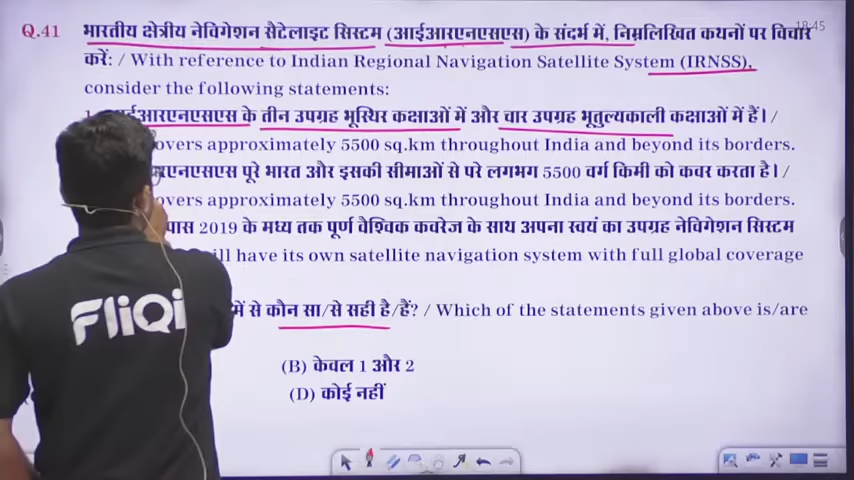 18:45
Q.41 भारतीय क्षेत्रीय नेविगेशन सैटेलाइट सिस्टम (आईआरएनएसएस) के संदर्भ में, निम्नलिखित कथनों पर विचार
करें: / With reference to Indian Regional Navigation Satellite System (IRNSS),
consider the following statements:
के तीन उपग्रह भूस्थिर कक्षाओं में और चार उपग्रह भूतुल्यकाली कक्षाओं में हैं। /
approximately 5500 sq.km throughout India and beyond its borders.
पूरे भारत और इसकी सीमाओं से परे लगभग 5500 वर्ग किमी को कवर करता है। /
approximately 5500 sq.km throughout India and beyond its borders.
2019 के मध्य तक पूर्ण वैश्विक कवरेज के साथ अपना स्वयं का उपग्रह नेविगेशन सिस्टम
have its own satellite navigation system with full global coverage
में से कौन सा/से सही है/हैं? / Which of the statements given above is/are
(B) केवल 1 और 2
(D) कोई नहीं
FLiQi